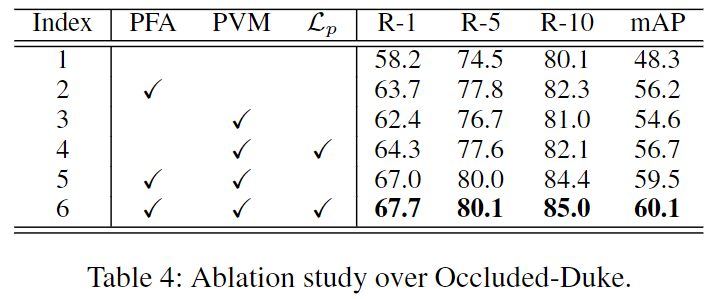 Index PFA PVM ℒp R-1 R-5 R-10 mAP
1 58.2 74.5 80.1 48.3
2 ✓ 63.7 77.8 82.3 56.2
3 ✓ 62.4 76.7 81.0 54.6
4 ✓ ✓ 64.3 77.6 82.1 56.7
5 ✓ ✓ 67.0 80.0 84.4 59.5
6 ✓ ✓ ✓ 67.7 80.1 85.0 60.1
Table 4: Ablation study over Occluded-Duke.